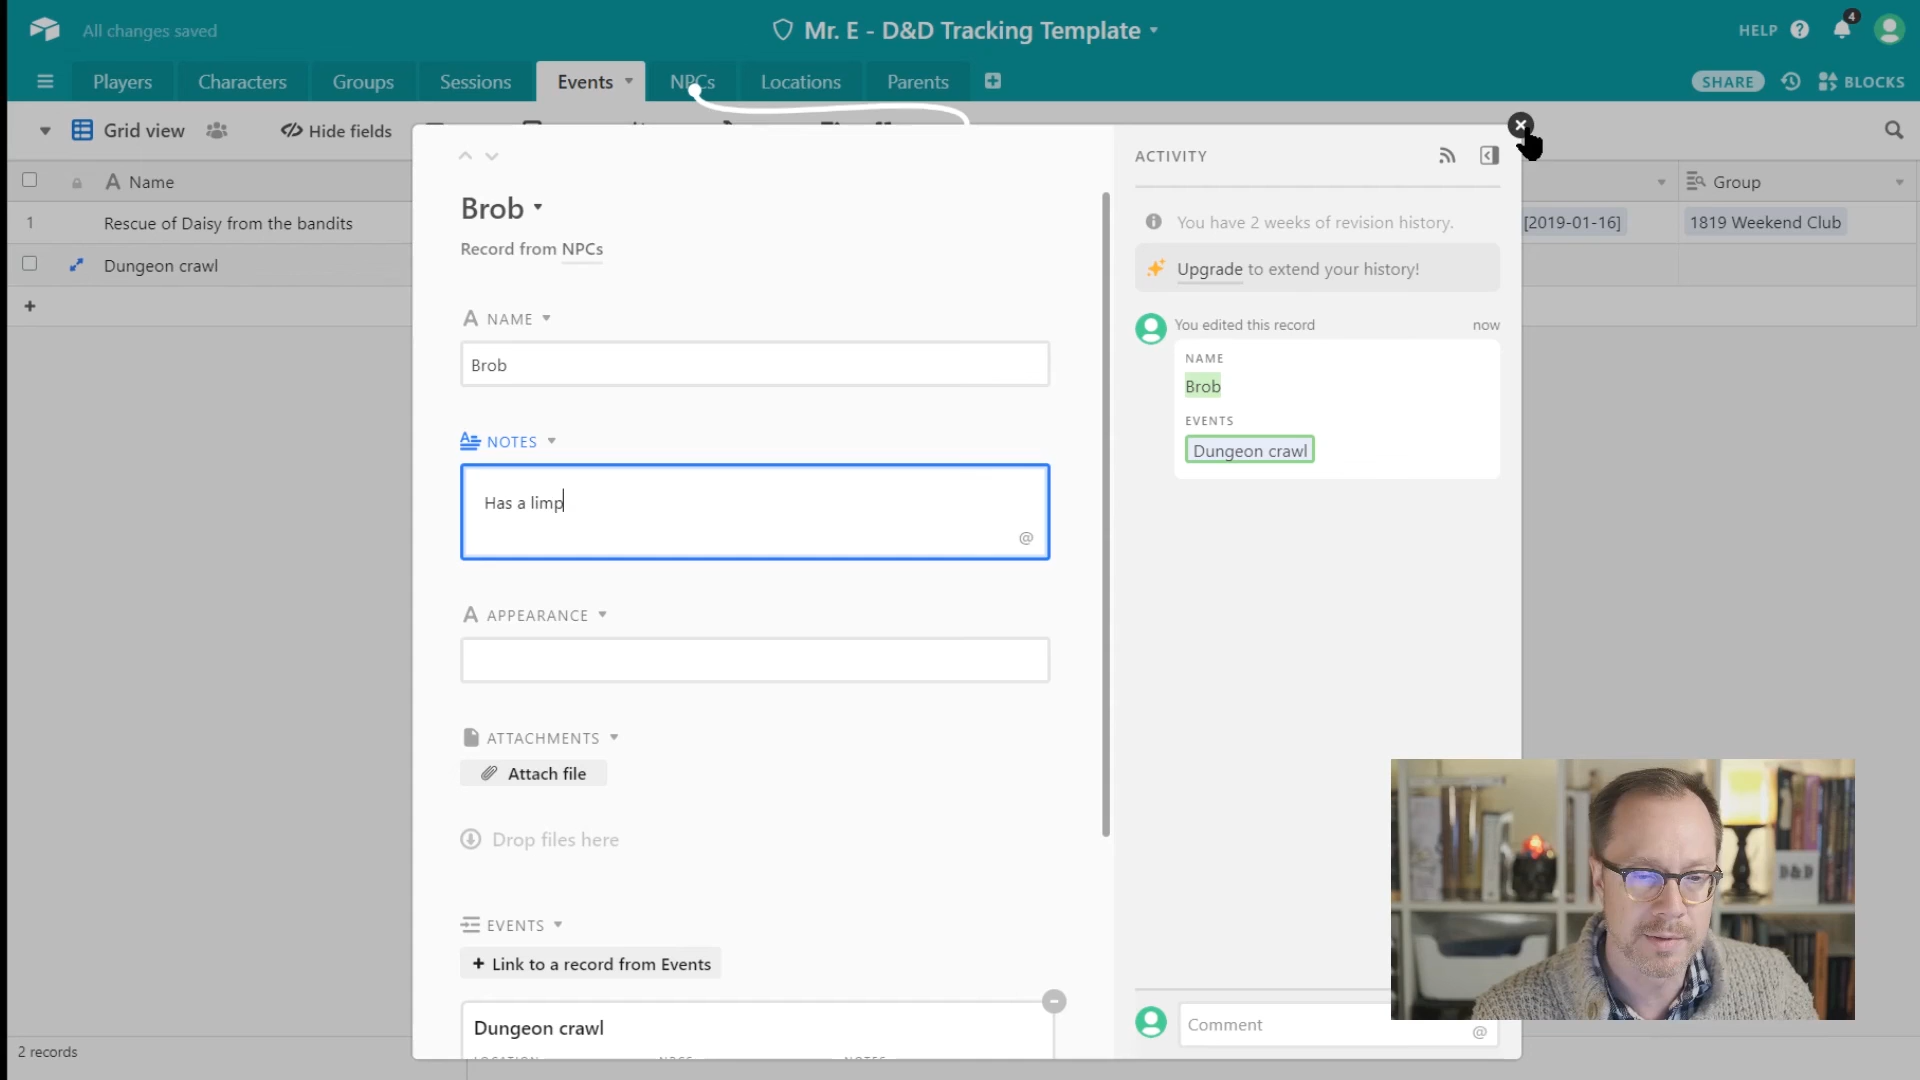 All changes saved
Mr. E - D&D Tracking Template
HELP
4
Players
Characters
Groups
Sessions
Events
NPCs
Locations
Parents
SHARE
BLOCKS
Grid view
Hide fields
Name
Group
1
Rescue of Daisy from the bandits
[2019-01-16]
1819 Weekend Club
Dungeon crawl
+
2 records
Brob
Record from NPCs
NAME
Brob
NOTES
Has a limp
@
APPEARANCE
ATTACHMENTS
Attach file
Drop files here
EVENTS
+ Link to a record from Events
Dungeon crawl
LOCATION
NPCS
NOTES
ACTIVITY
You have 2 weeks of revision history.
Upgrade to extend your history!
You edited this record
now
NAME
Brob
EVENTS
Dungeon crawl
Comment
@
D&D